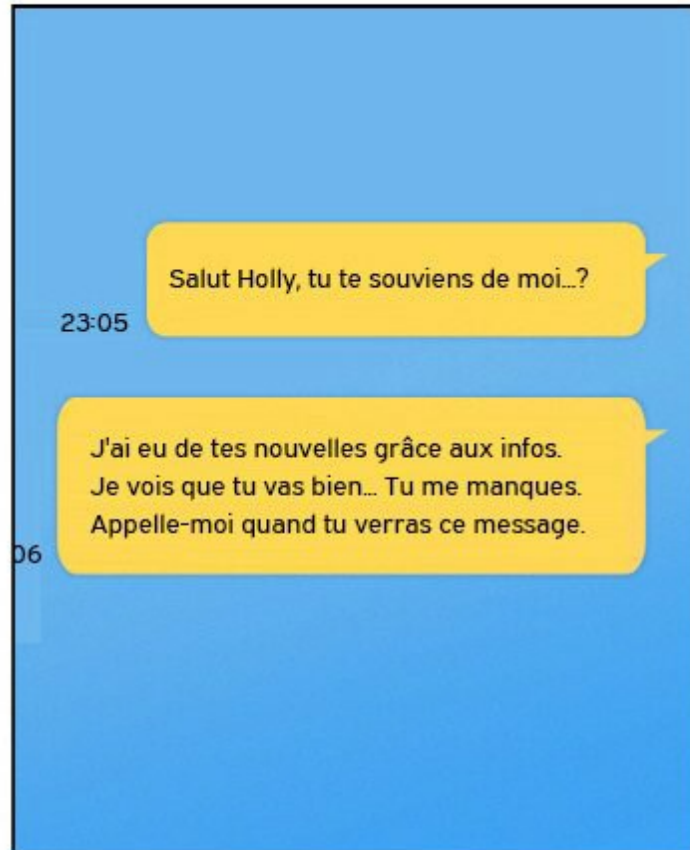 Salut Holly, tu te souviens de moi...?
23:05
J'ai eu de tes nouvelles grâce aux infos.
Je vois que tu vas bien... Tu me manques.
Appelle-moi quand tu verras ce message.
06